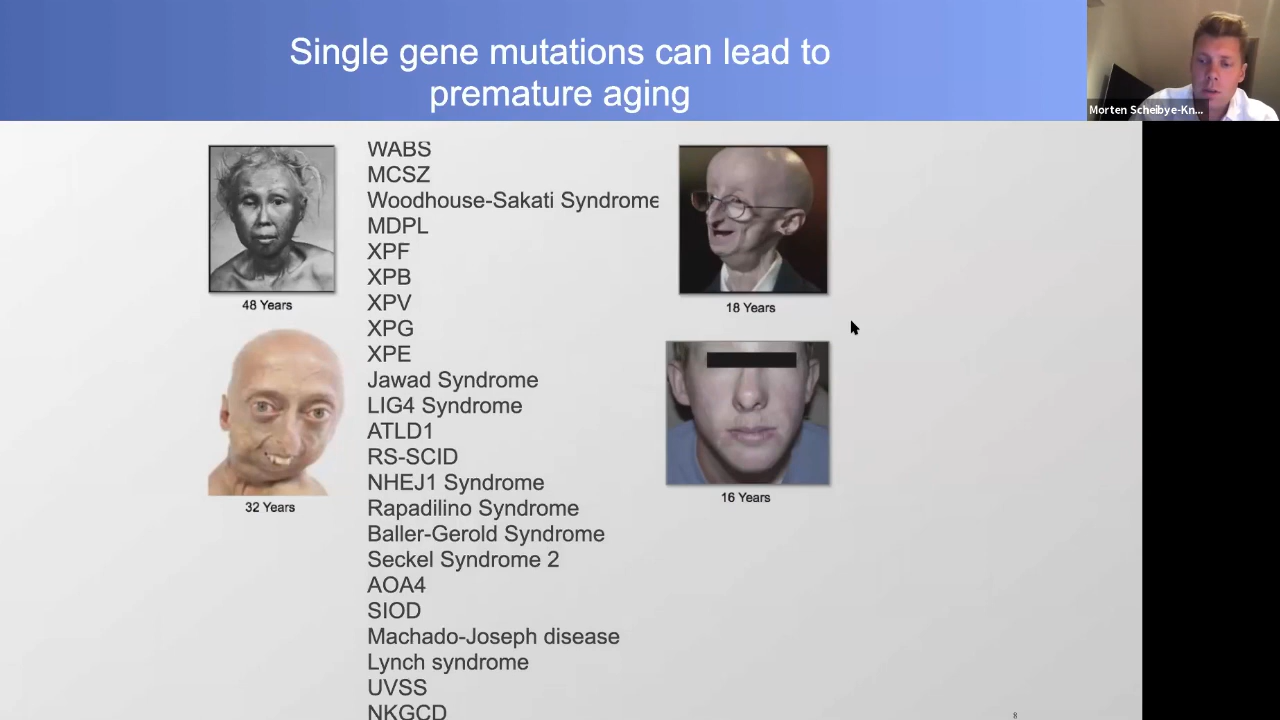 Single gene mutations can lead to
premature aging
Morten Scheibye-Kn...
48 Years
32 Years
WABS
MCSZ
Woodhouse-Sakati Syndrome
MDPL
XPF
XPB
XPV
XPG
XPE
Jawad Syndrome
LIG4 Syndrome
ATLD1
RS-SCID
NHEJ1 Syndrome
Rapadilino Syndrome
Baller-Gerold Syndrome
Seckel Syndrome 2
AOA4
SIOD
Machado-Joseph disease
Lynch syndrome
UVSS
NKGCD
18 Years
16 Years
8